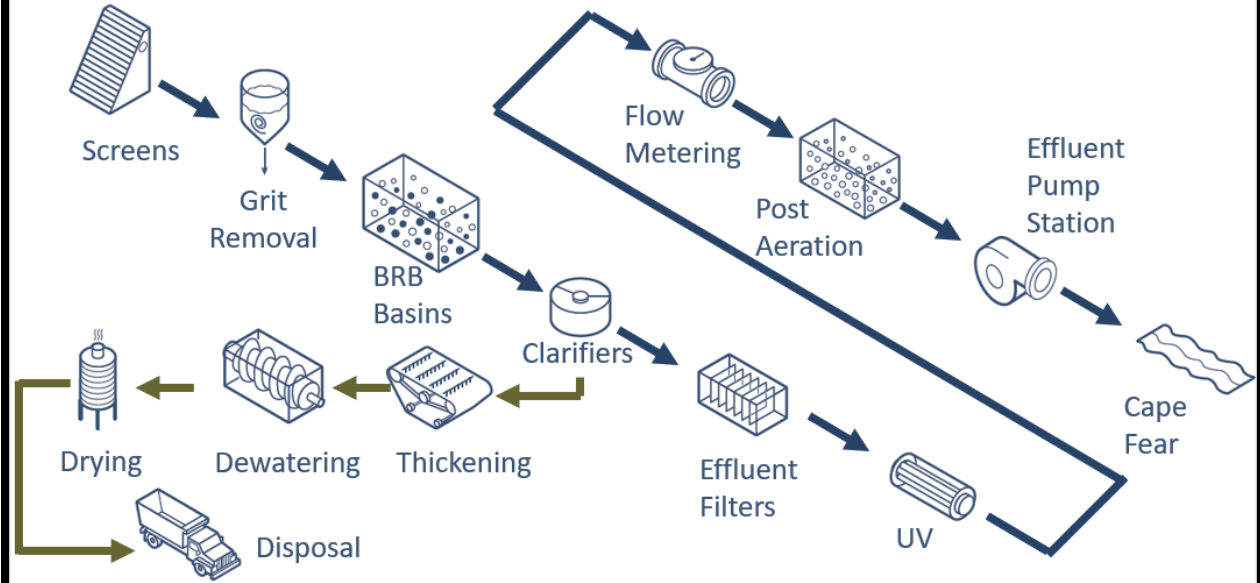 Screens
Grit
Removal
BRB
Basins
Clarifiers
Thickening
Dewatering
Drying
Disposal
Effluent
Filters
UV
Flow
Metering
Post
Aeration
Effluent
Pump
Station
Cape
Fear